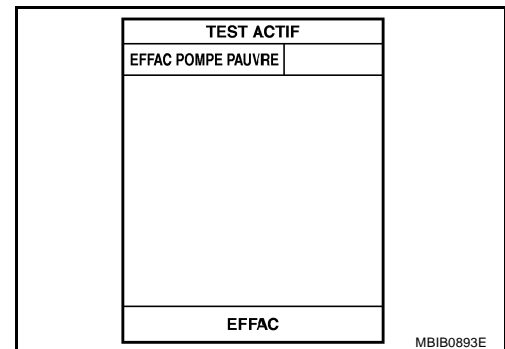 TEST ACTIF
EFFAC POMPE PAUVRE
EFFAC
MBIB0893E